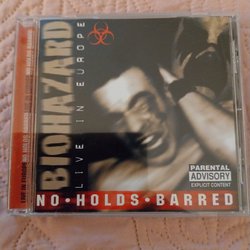 BIOHAZARD
LIVE IN EUROPE
PARENTAL
ADVISORY
EXPLICIT CONTENT
NO • HOLDS • BARRED